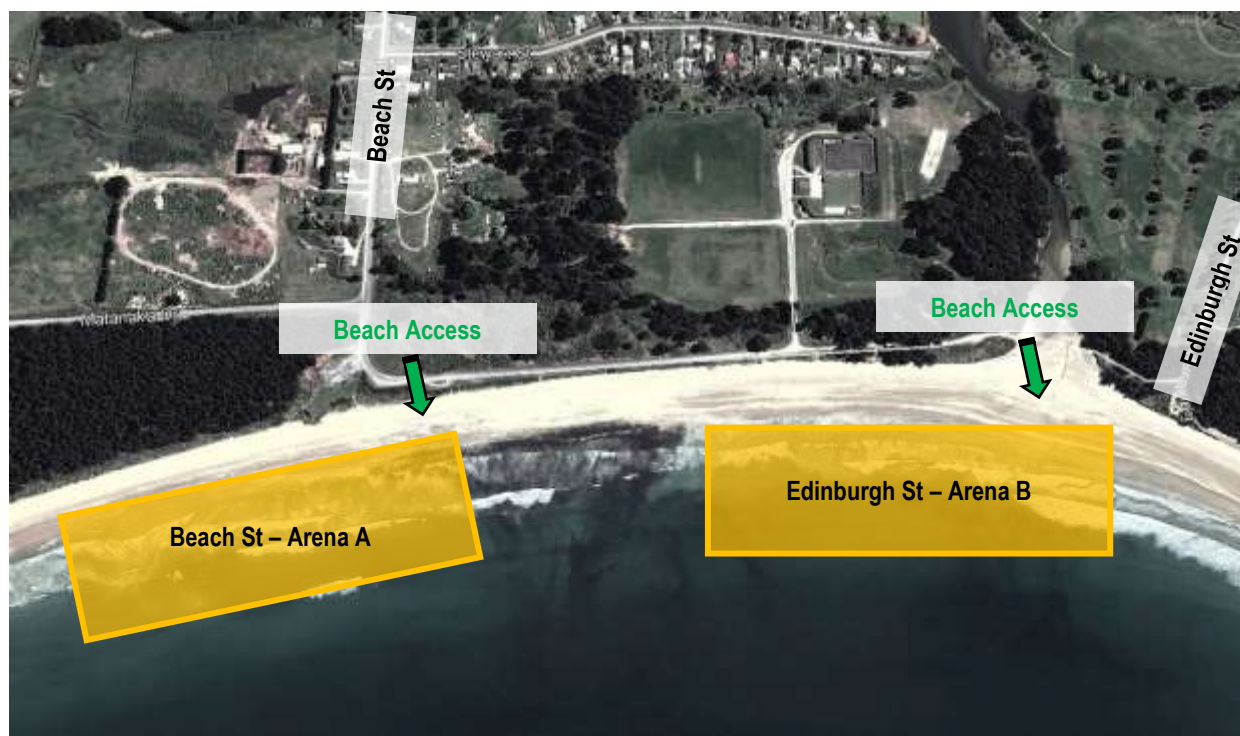 Beach St
Edinburgh St
Beach Access
Beach Access
Beach St – Arena A
Edinburgh St – Arena B